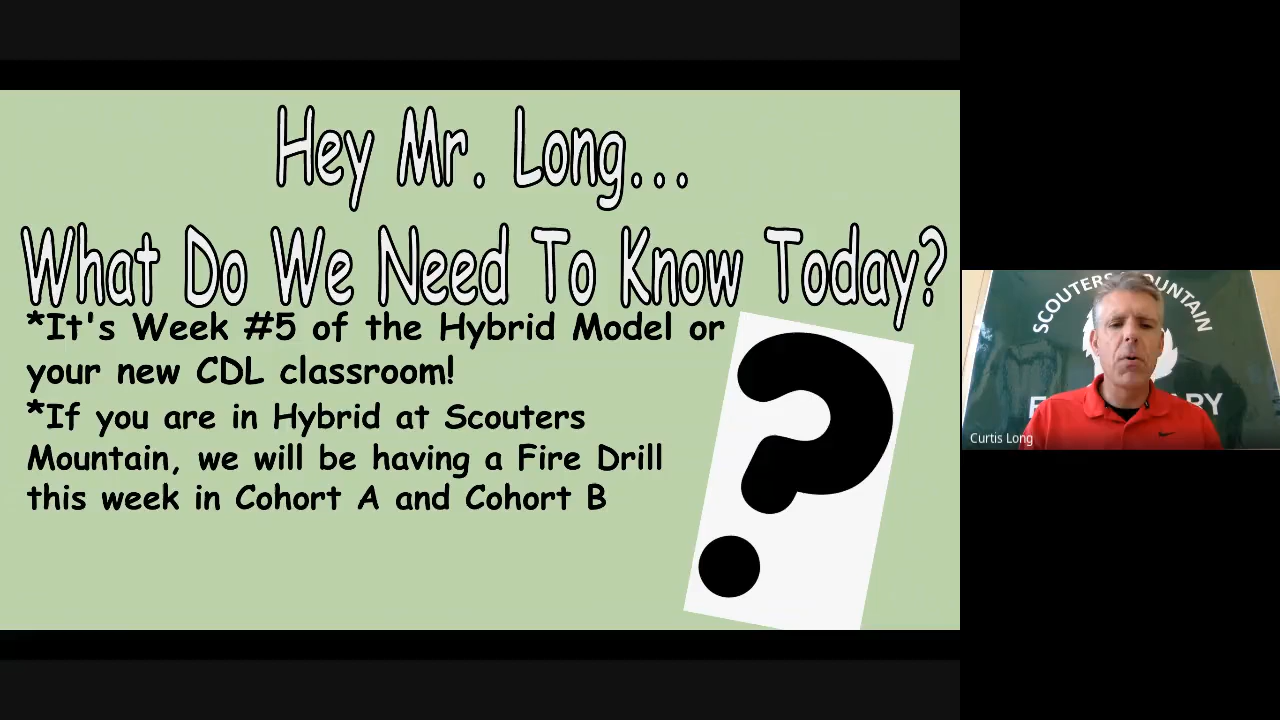 Hey Mr. Long...
What Do We Need To Know Today?
*It's Week #5 of the Hybrid Model or
your new CDL classroom!
*If you are in Hybrid at Scouters
Mountain, we will be having a Fire Drill
this week in Cohort A and Cohort B
SCOUTERS MOUNTAIN
Curtis Long